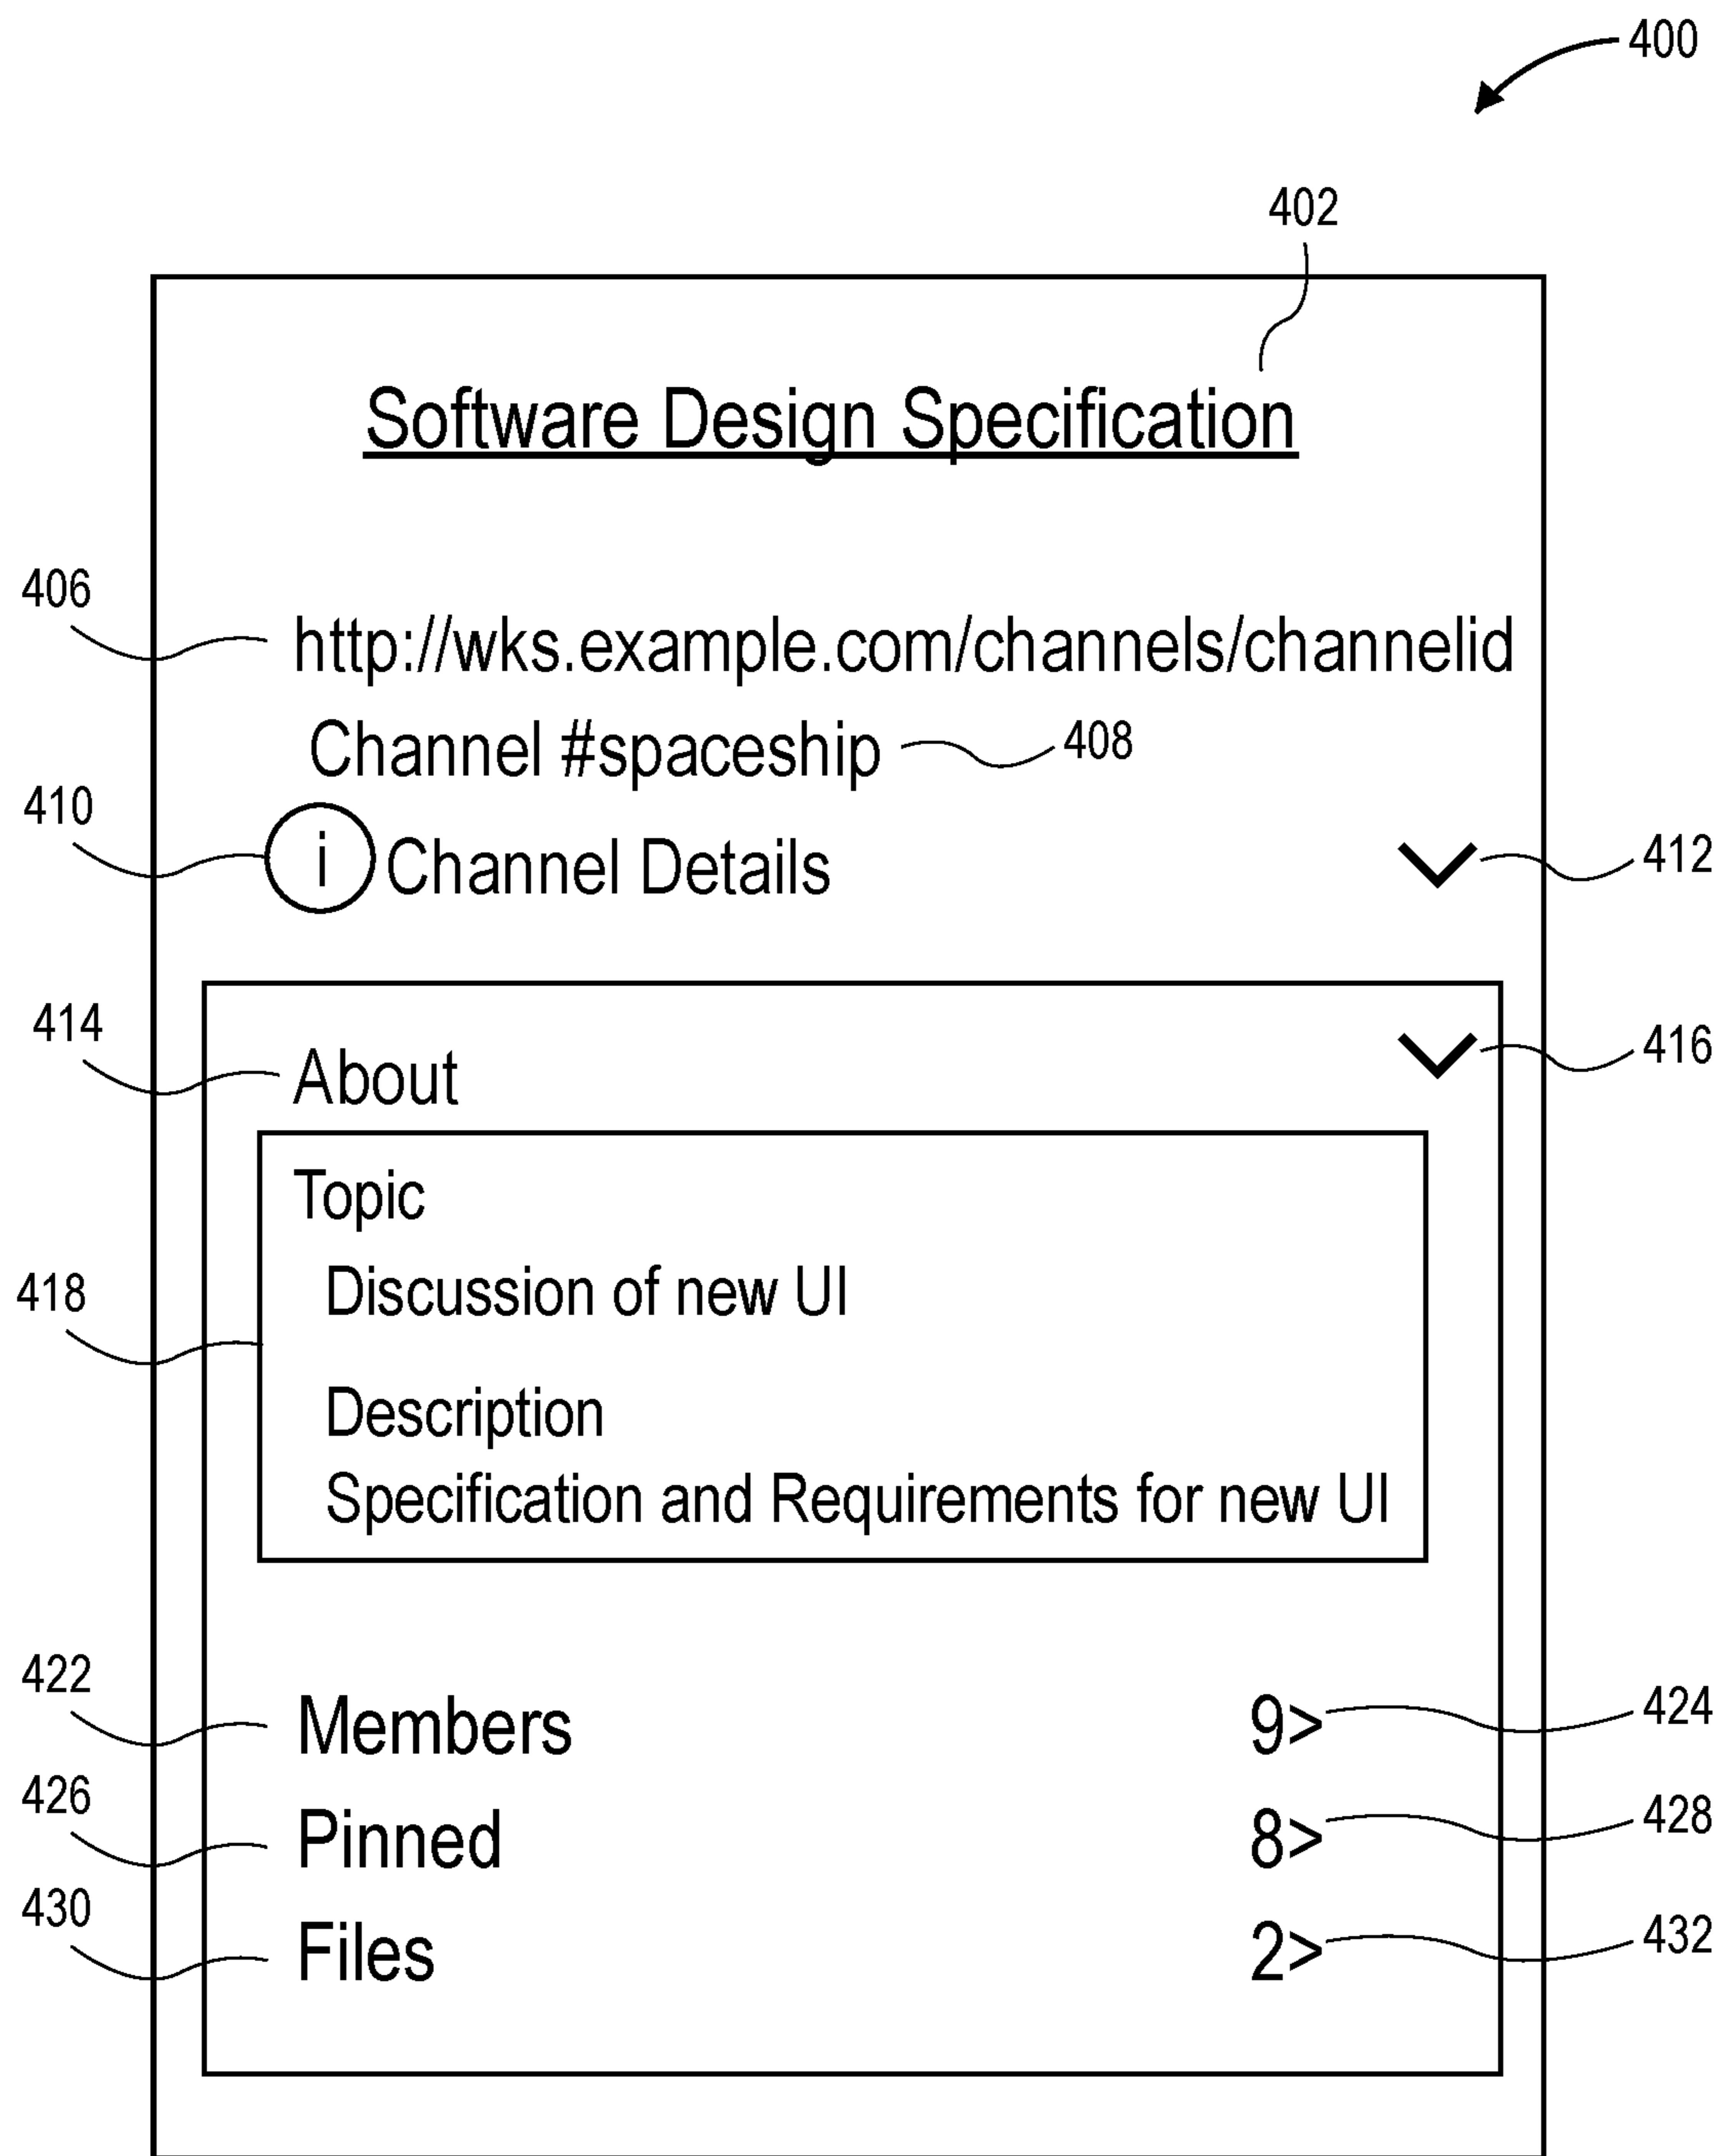 400
402
Software Design Specification
406
http://wks.example.com/channels/channelid
Channel #spaceship 408
410
i Channel Details 412
414
About 416
Topic
418 Discussion of new UI
Description
Specification and Requirements for new UI
422
Members 9> 424
426
Pinned 8> 428
430
Files 2> 432